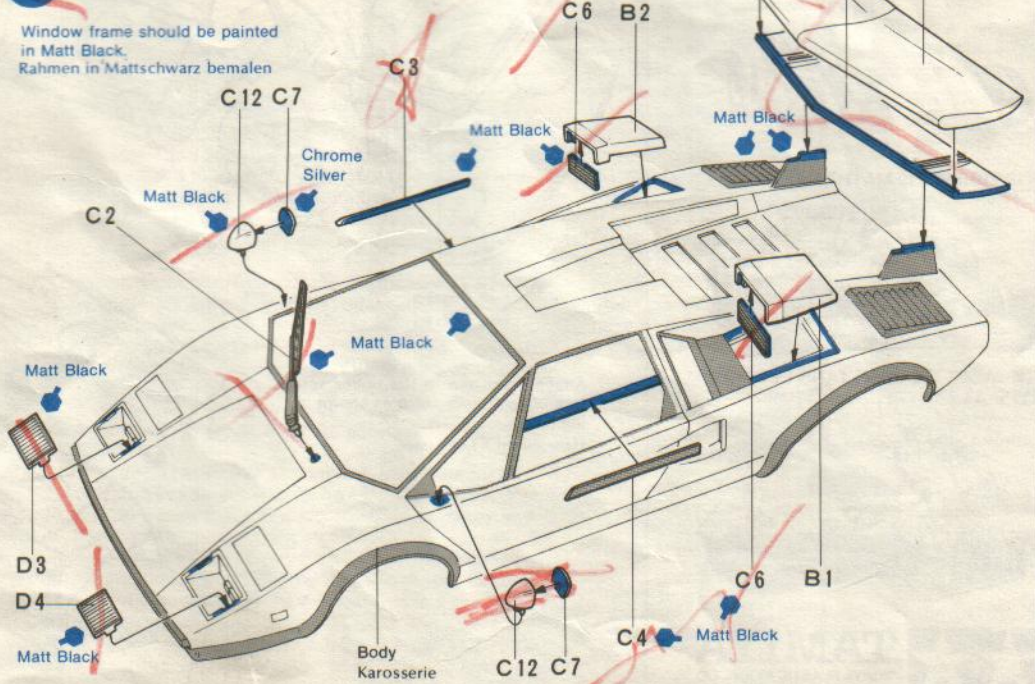 Window frame should be painted
in Matt Black.
Rahmen in Mattschwarz bemalen
C6 B2
C3
C12 C7
Matt Black
Matt Black
Chrome
Silver
Matt Black
C2
Matt Black
Matt Black
D3
D4
Matt Black
Body
Karosserie
C12 C7
C4
Matt Black
C6 B1